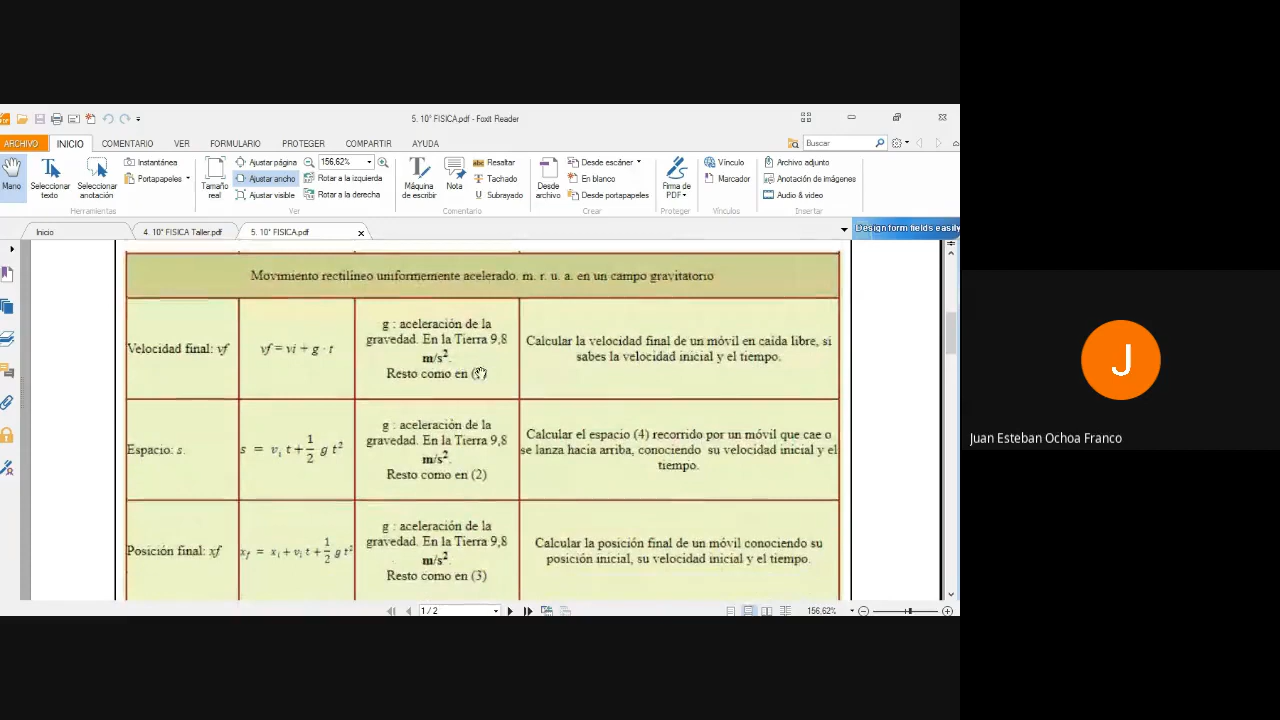 5. 10° FISICA.pdf - Foxit Reader
ARCHIVO INICIO COMENTARIO VER FORMULARIO PROTEGER COMPARTIR AYUDA
Buscar
Mano
Seleccionar texto
Seleccionar anotación
Instantánea
Portapapeles
Herramientas
Tamaño real
Ajustar página
Ajustar ancho
Ajustar visible
156.62%
Rotar a la izquierda
Rotar a la derecha
Ver
Máquina de escribir
Nota
Resaltar
Tachado
Subrayado
Comentario
Desde archivo
Desde escáner
En blanco
Desde portapapeles
Crear
Firma de PDF
Proteger
Vínculo
Marcador
Vínculos
Archivo adjunto
Anotación de imágenes
Audio & video
Insertar
Inicio
4. 10° FISICA Taller.pdf
5. 10° FISICA.pdf
Design form fields easily
Movimiento rectilíneo uniformemente acelerado. m. r. u. a. en un campo gravitatorio
Velocidad final: vf
vf = vi + g · t
g : aceleración de la
gravedad. En la Tierra 9,8
m/s².
Resto como en
Calcular la velocidad final de un móvil en caida libre, si
sabes la velocidad inicial y el tiempo.
Espacio: s.
s = vᵢ t + 1/2 g t²
g : aceleración de la
gravedad. En la Tierra 9,8
m/s².
Resto como en (2)
Calcular el espacio (4) recorrido por un móvil que cae o
se lanza hacia arriba, conociendo su velocidad inicial y el
tiempo.
Posición final: xf
x_f = xᵢ + vᵢ t + 1/2 g t²
g : aceleración de la
gravedad. En la Tierra 9,8
m/s².
Resto como en (3)
Calcular la posición final de un móvil conociendo su
posición inicial, su velocidad inicial y el tiempo.
1 / 2
156.62%
J
Juan Esteban Ochoa Franco